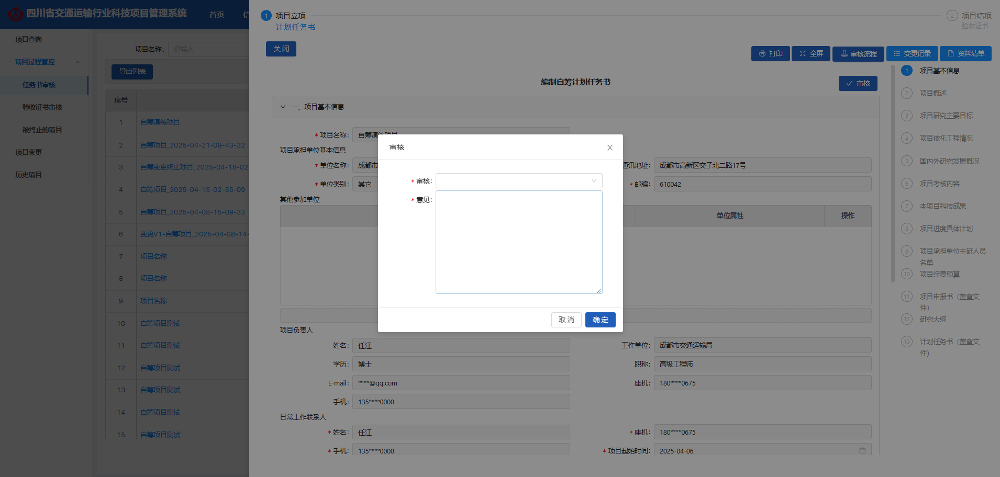 四川省交通运输行业科技项目管理系统
首页
信
项目查询
项目过程管控
任务书审核
验收证书审核
被终止的项目
项目变更
历史项目
项目名称:
请输入
导出列表
序号
1 自筹演练项目
2 自筹项目_2025-04-21-09-43-32
3 自筹变更终止项目_2025-04-18-02
4 自筹项目_2025-04-15-02-55-09
5 自筹项目_2025-04-08-15-09-33
6 变更V1-自筹项目_2025-04-08-14-
7 项目名称
8 项目名称
9 项目名称
10 自筹项目测试
11 自筹项目测试
12 自筹项目测试
13 自筹项目测试
14 自筹项目测试
15 自筹项目测试
1 项目立项
计划任务书
2 项目结项
验收证书
关闭
打印
全屏
审核流程
变更记录
资料清单
编制自筹计划任务书
审核
一、项目基本信息
* 项目名称: 自筹演练项目
项目承担单位基本信息
* 单位名称: 成都市
通讯地址: 成都市高新区交子北二路17号
* 单位类别: 其它
* 邮编: 610042
其他参加单位
单位属性
操作
项目负责人
姓名: 任江
工作单位: 成都市交通运输局
学历: 博士
职称: 高级工程师
E-mail: ****@qq.com
座机: 180****0675
手机: 135****0000
日常工作联系人
* 姓名: 任江
* 座机: 180****0675
* 手机: 135****0000
* 项目起始时间: 2025-04-06
审核
* 审核:
* 意见:
取消
确定
1 项目基本信息
2 项目概述
3 项目研究主要目标
4 项目依托工程情况
5 国内外研究发展概况
6 项目考核内容
7 本项目科技成果
8 项目进度具体计划
9 项目承担单位主研人员
名单
10 项目经费预算
11 项目申报书（盖章文
件）
12 研究大纲
13 计划任务书（盖章文
件）